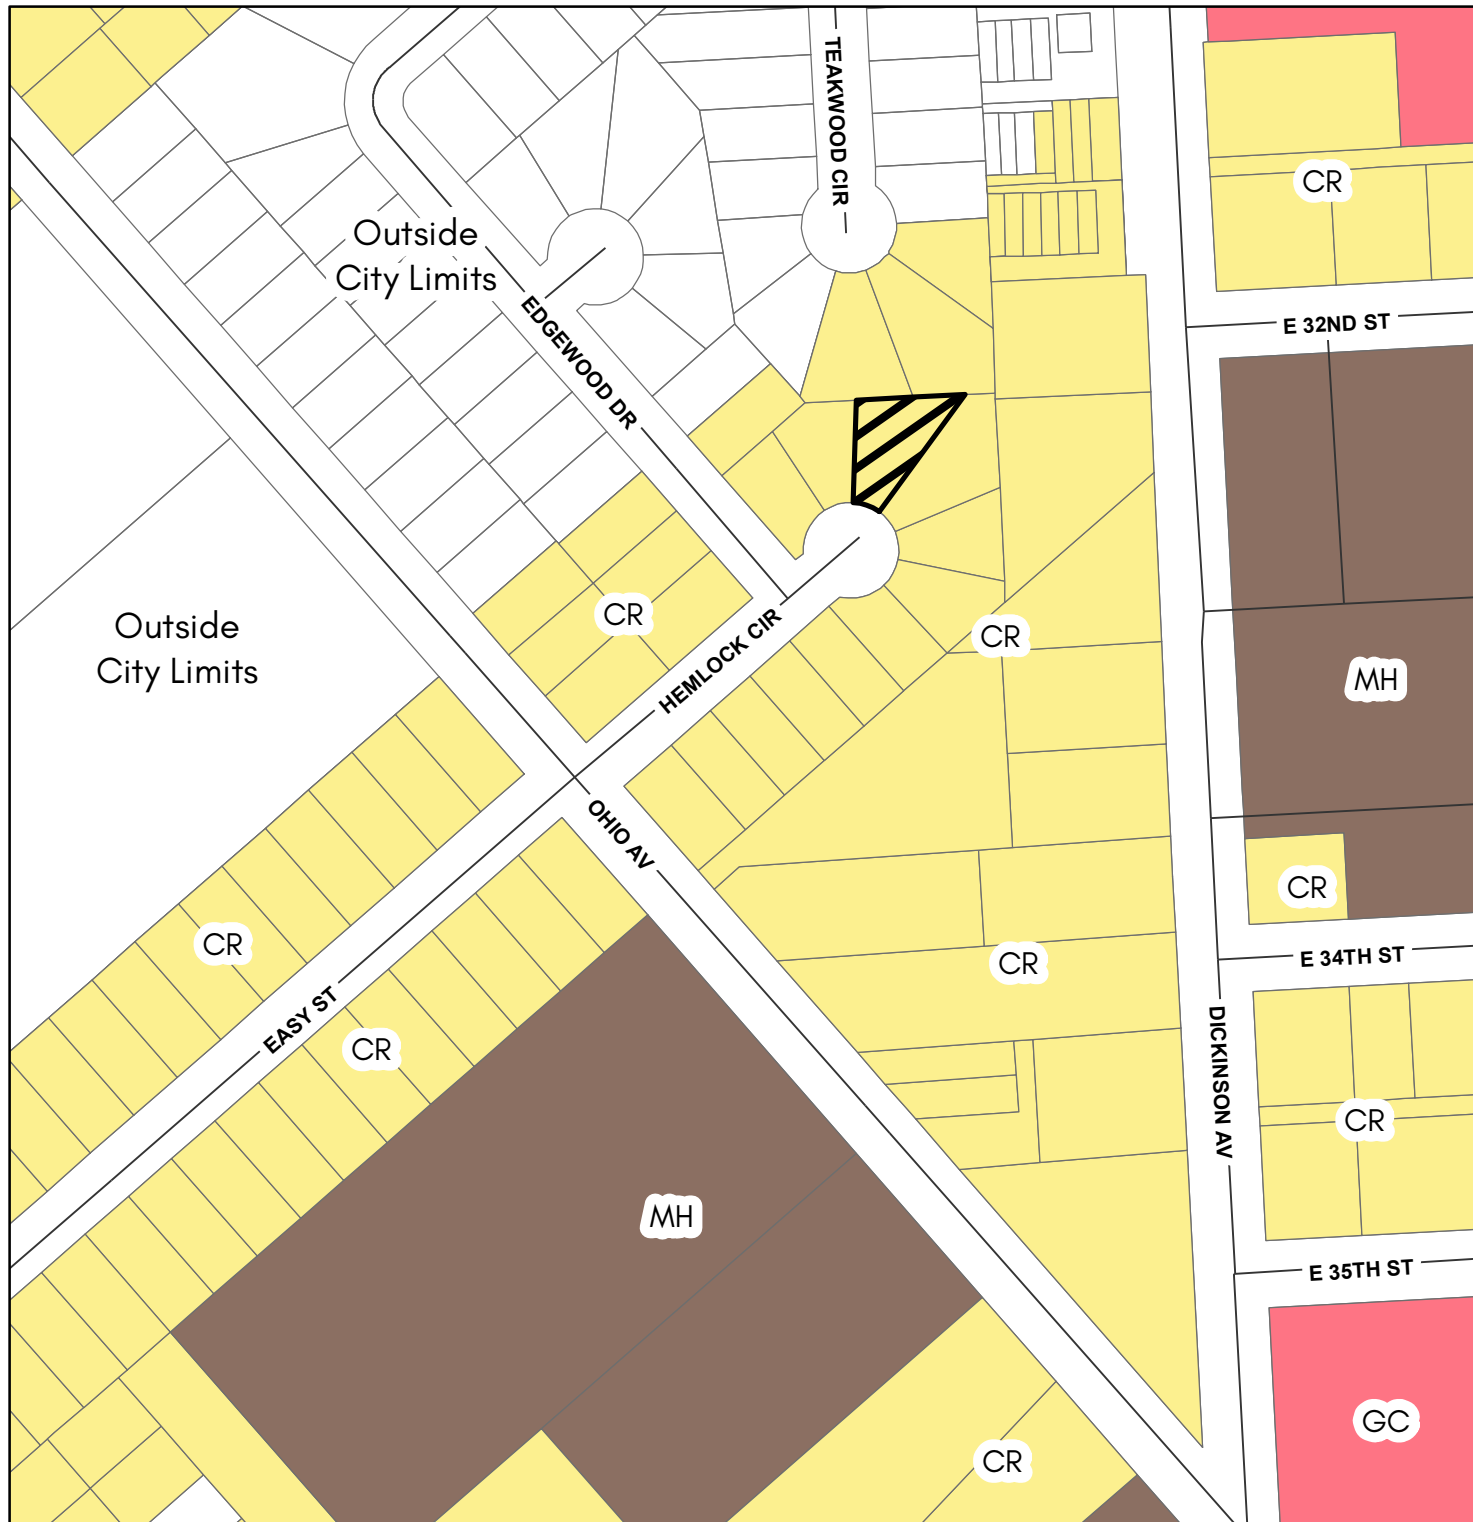 TEAKWOOD CIR
CR
Outside
City Limits
EDGEWOOD DR
E 32ND ST
Outside
City Limits
CR
HEMLOCK CIR
CR
MH
OHIO AV
CR
CR
CR
E 34TH ST
EASY ST
CR
DICKINSON AV
CR
MH
E 35TH ST
GC
CR